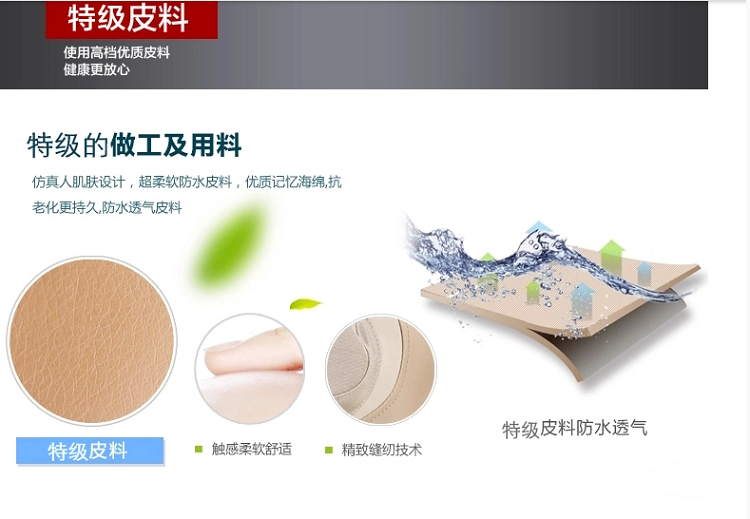 特级皮料
使用高档优质皮料
健康更放心
特级的做工及用料
仿真人肌肤设计，超柔软防水皮料，优质记忆海绵,抗
老化更持久,防水透气皮料
特级皮料
触感柔软舒适
精致缝纫技术
特级皮料防水透气